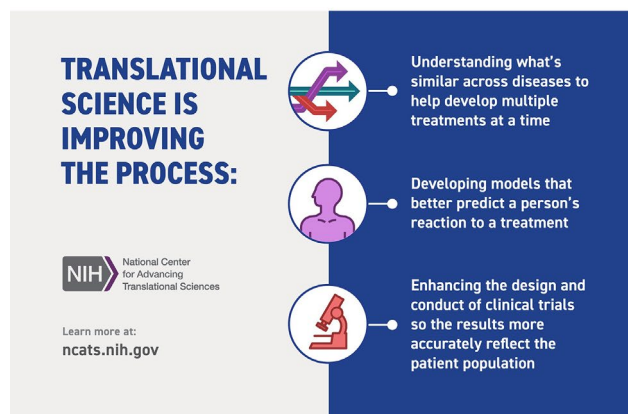 TRANSLATIONAL
SCIENCE IS
IMPROVING
THE PROCESS:
NIH
National Center
for Advancing
Translational Sciences
Learn more at:
ncats.nih.gov
Understanding what's
similar across diseases to
help develop multiple
treatments at a time
Developing models that
better predict a person's
reaction to a treatment
Enhancing the design and
conduct of clinical trials
so the results more
accurately reflect the
patient population